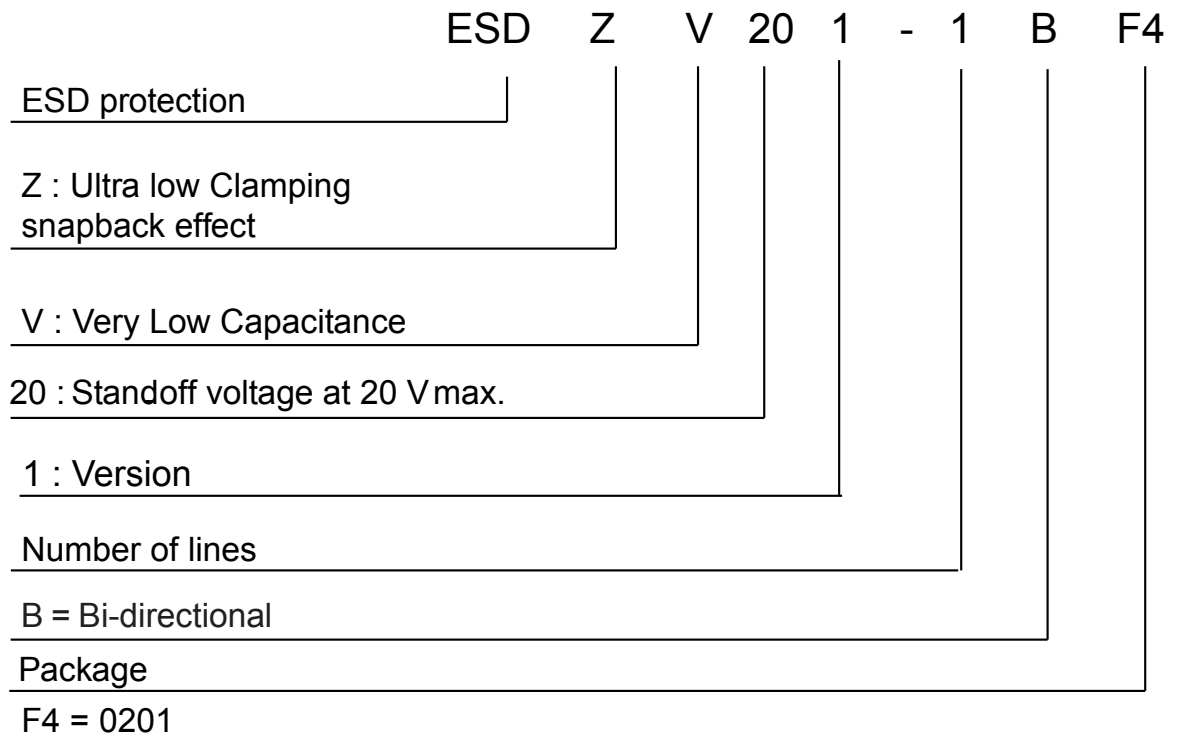 ESD Z V 20 1 - 1 B F4
ESD protection
Z : Ultra low Clamping
snapback effect
V : Very Low Capacitance
20 : Standoff voltage at 20 V max.
1 : Version
Number of lines
B = Bi-directional
Package
F4 = 0201